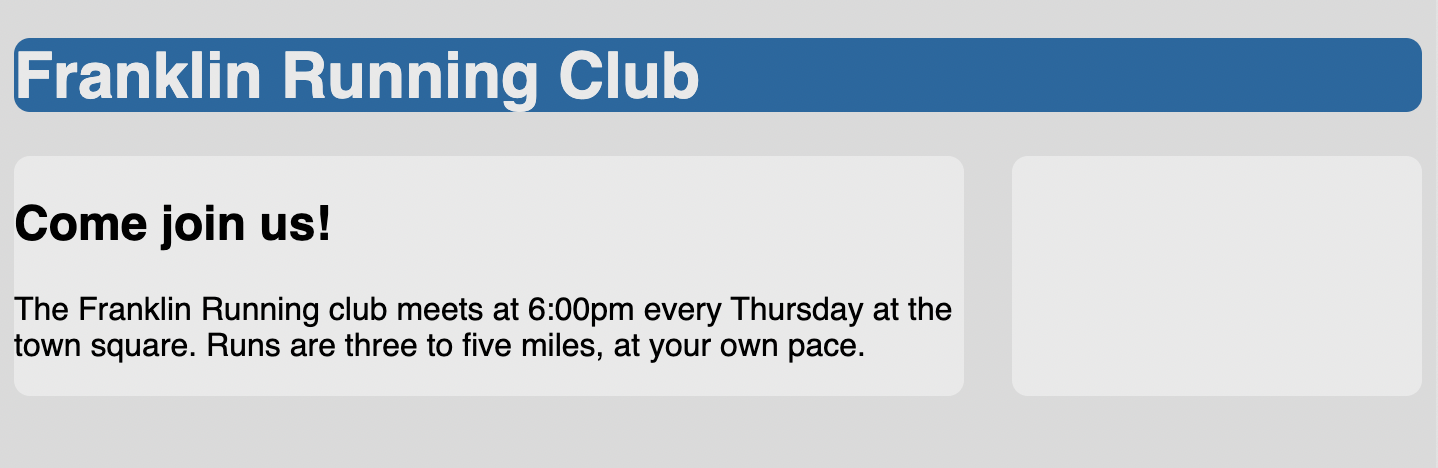 Franklin Running Club
Come join us!
The Franklin Running club meets at 6:00pm every Thursday at the
town square. Runs are three to five miles, at your own pace.